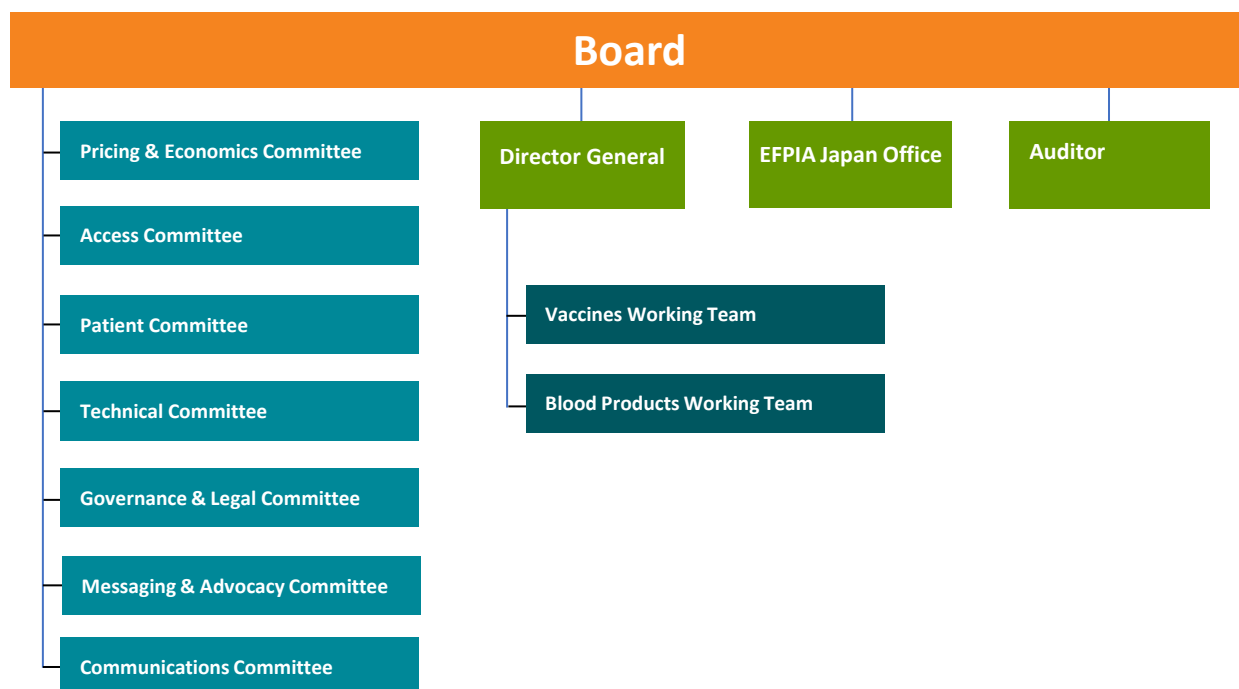 Board
Pricing & Economics Committee
Access Committee
Patient Committee
Technical Committee
Governance & Legal Committee
Messaging & Advocacy Committee
Communications Committee
Director General
Vaccines Working Team
Blood Products Working Team
EFPIA Japan Office
Auditor